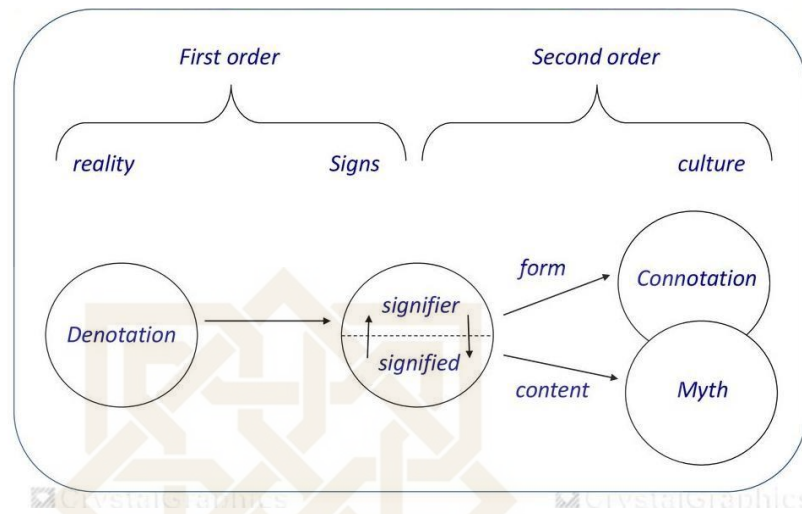 First order
Second order
reality
Signs
culture
form
Connotation
signifier
Denotation
signified
content
Myth
CrystalGraphics
CrystalGraphics